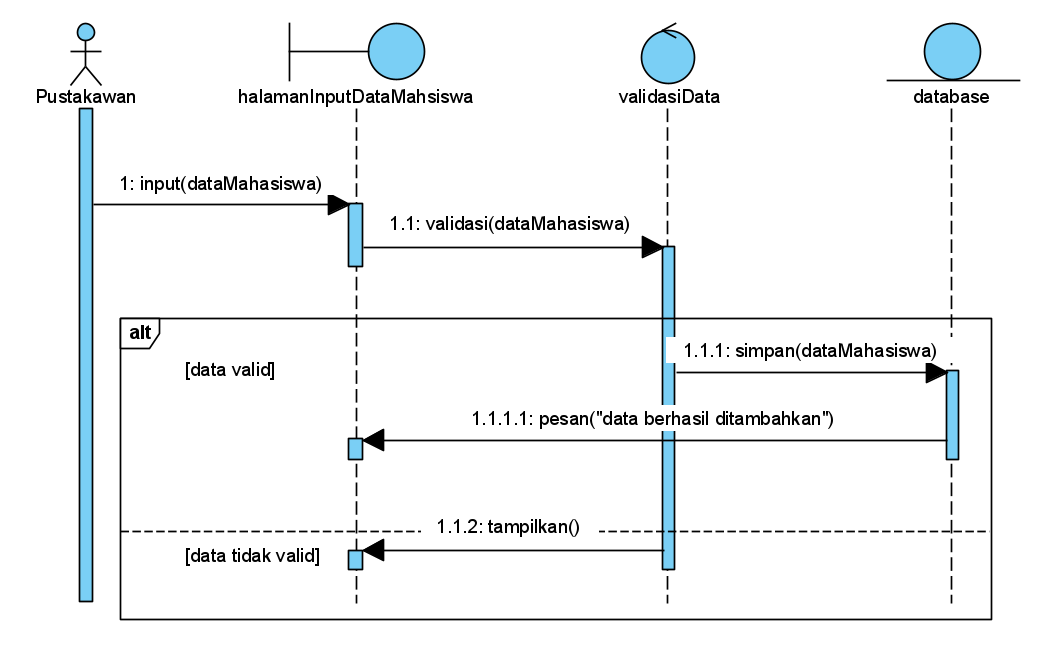 Pustakawan
halamanInputDataMahsiswa
validasiData
database
1: input(dataMahasiswa)
1.1: validasi(dataMahasiswa)
alt
1.1.1: simpan(dataMahasiswa)
[data valid]
1.1.1.1: pesan("data berhasil ditambahkan")
1.1.2: tampilkan()
[data tidak valid]